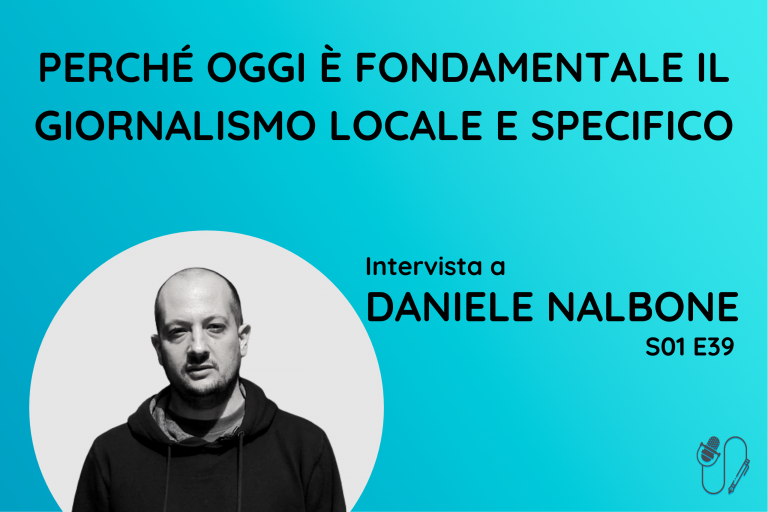 PERCHÉ OGGI È FONDAMENTALE IL
GIORNALISMO LOCALE E SPECIFICO
Intervista a
DANIELE NALBONE
S01 E39